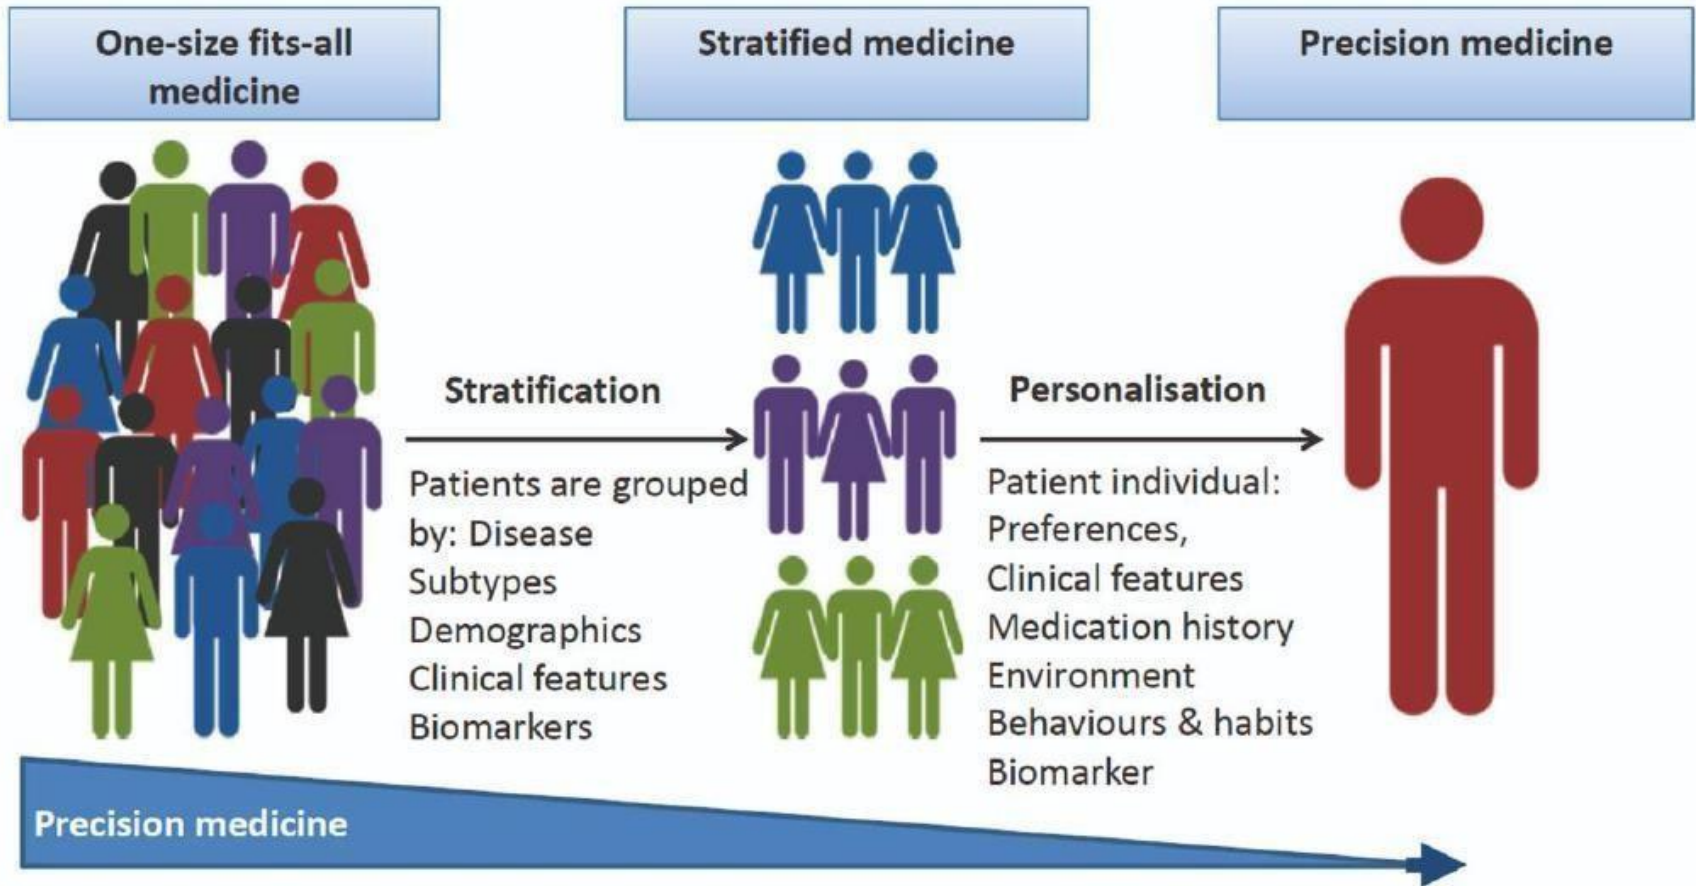 One-size fits-all
medicine
Stratified medicine
Precision medicine
Stratification
Patients are grouped
by: Disease
Subtypes
Demographics
Clinical features
Biomarkers
Personalisation
Patient individual:
Preferences,
Clinical features
Medication history
Environment
Behaviours & habits
Biomarker
Precision medicine